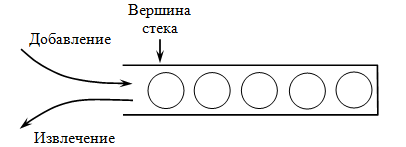 Вершина
стека
Добавление
Извлечение